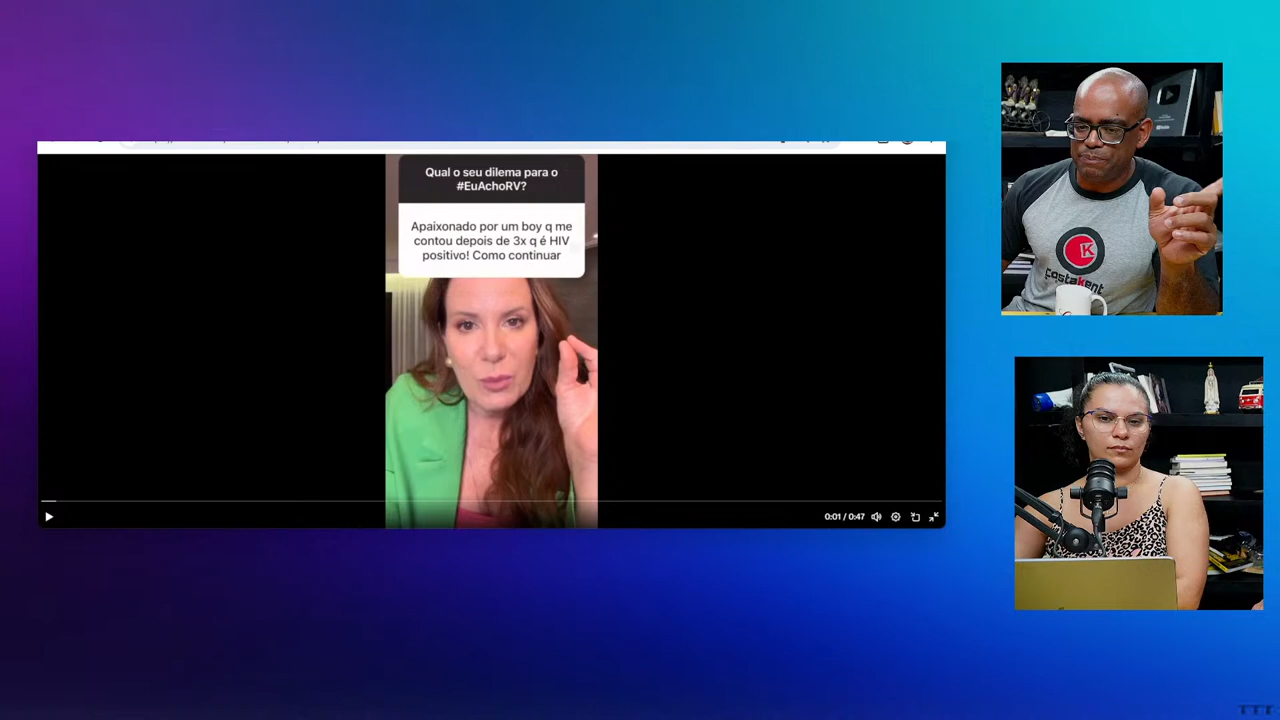 Qual o seu dilema para o
#EuAchoRV?
Apaixonado por um boy q me
contou depois de 3x q é HIV
positivo! Como continuar
0:01 / 0:47
K
CostaKent